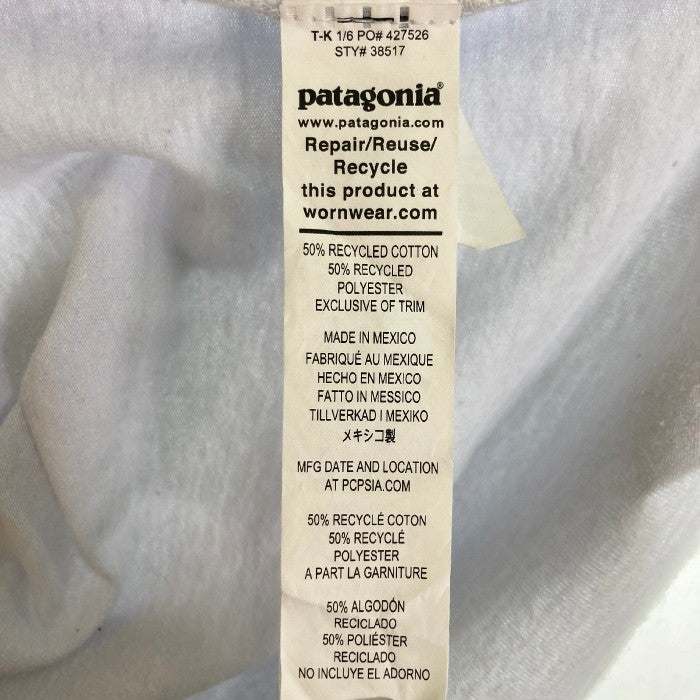 T-K 1/6 PO# 427526
STY# 38517
patagonia®
www.patagonia.com
Repair/Reuse/
Recycle
this product at
wornwear.com
50% RECYCLED COTTON
50% RECYCLED
POLYESTER
EXCLUSIVE OF TRIM
MADE IN MEXICO
FABRIQUÉ AU MEXIQUE
HECHO EN MEXICO
FATTO IN MESSICO
TILLVERKAD I MEXIKO
メキシコ製
MFG DATE AND LOCATION
AT PCPSIA.COM
50% RECYCLÉ COTON
50% RECYCLÉ
POLYESTER
A PART LA GARNITURE
50% ALGODÓN
RECICLADO
50% POLIÉSTER
RECICLADO
NO INCLUYE EL ADORNO